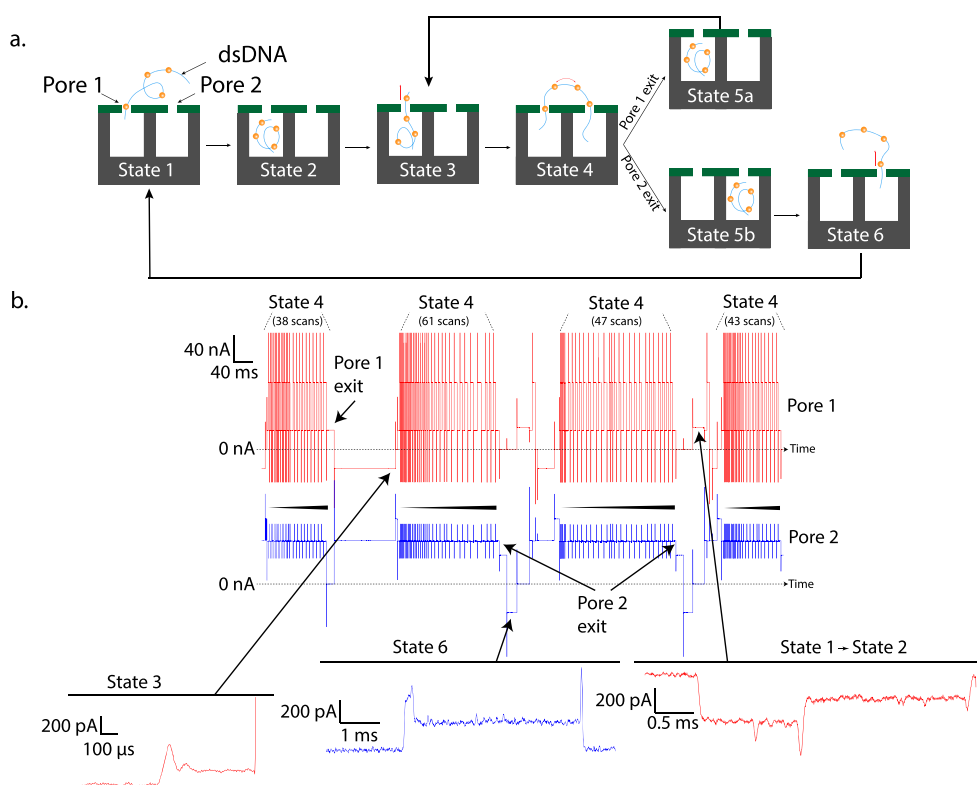 a.
dsDNA
Pore 1
Pore 2
State 1
State 2
State 3
State 4
Pore 1 exit
Pore 2 exit
State 5a
State 5b
State 6
b.
State 4
(38 scans)
State 4
(61 scans)
State 4
(47 scans)
State 4
(43 scans)
40 nA
40 ms
Pore 1
exit
Pore 1
0 nA
Time
Pore 2
0 nA
Time
Pore 2
exit
State 3
200 pA
100 µs
State 6
200 pA
1 ms
State 1 → State 2
200 pA
0.5 ms